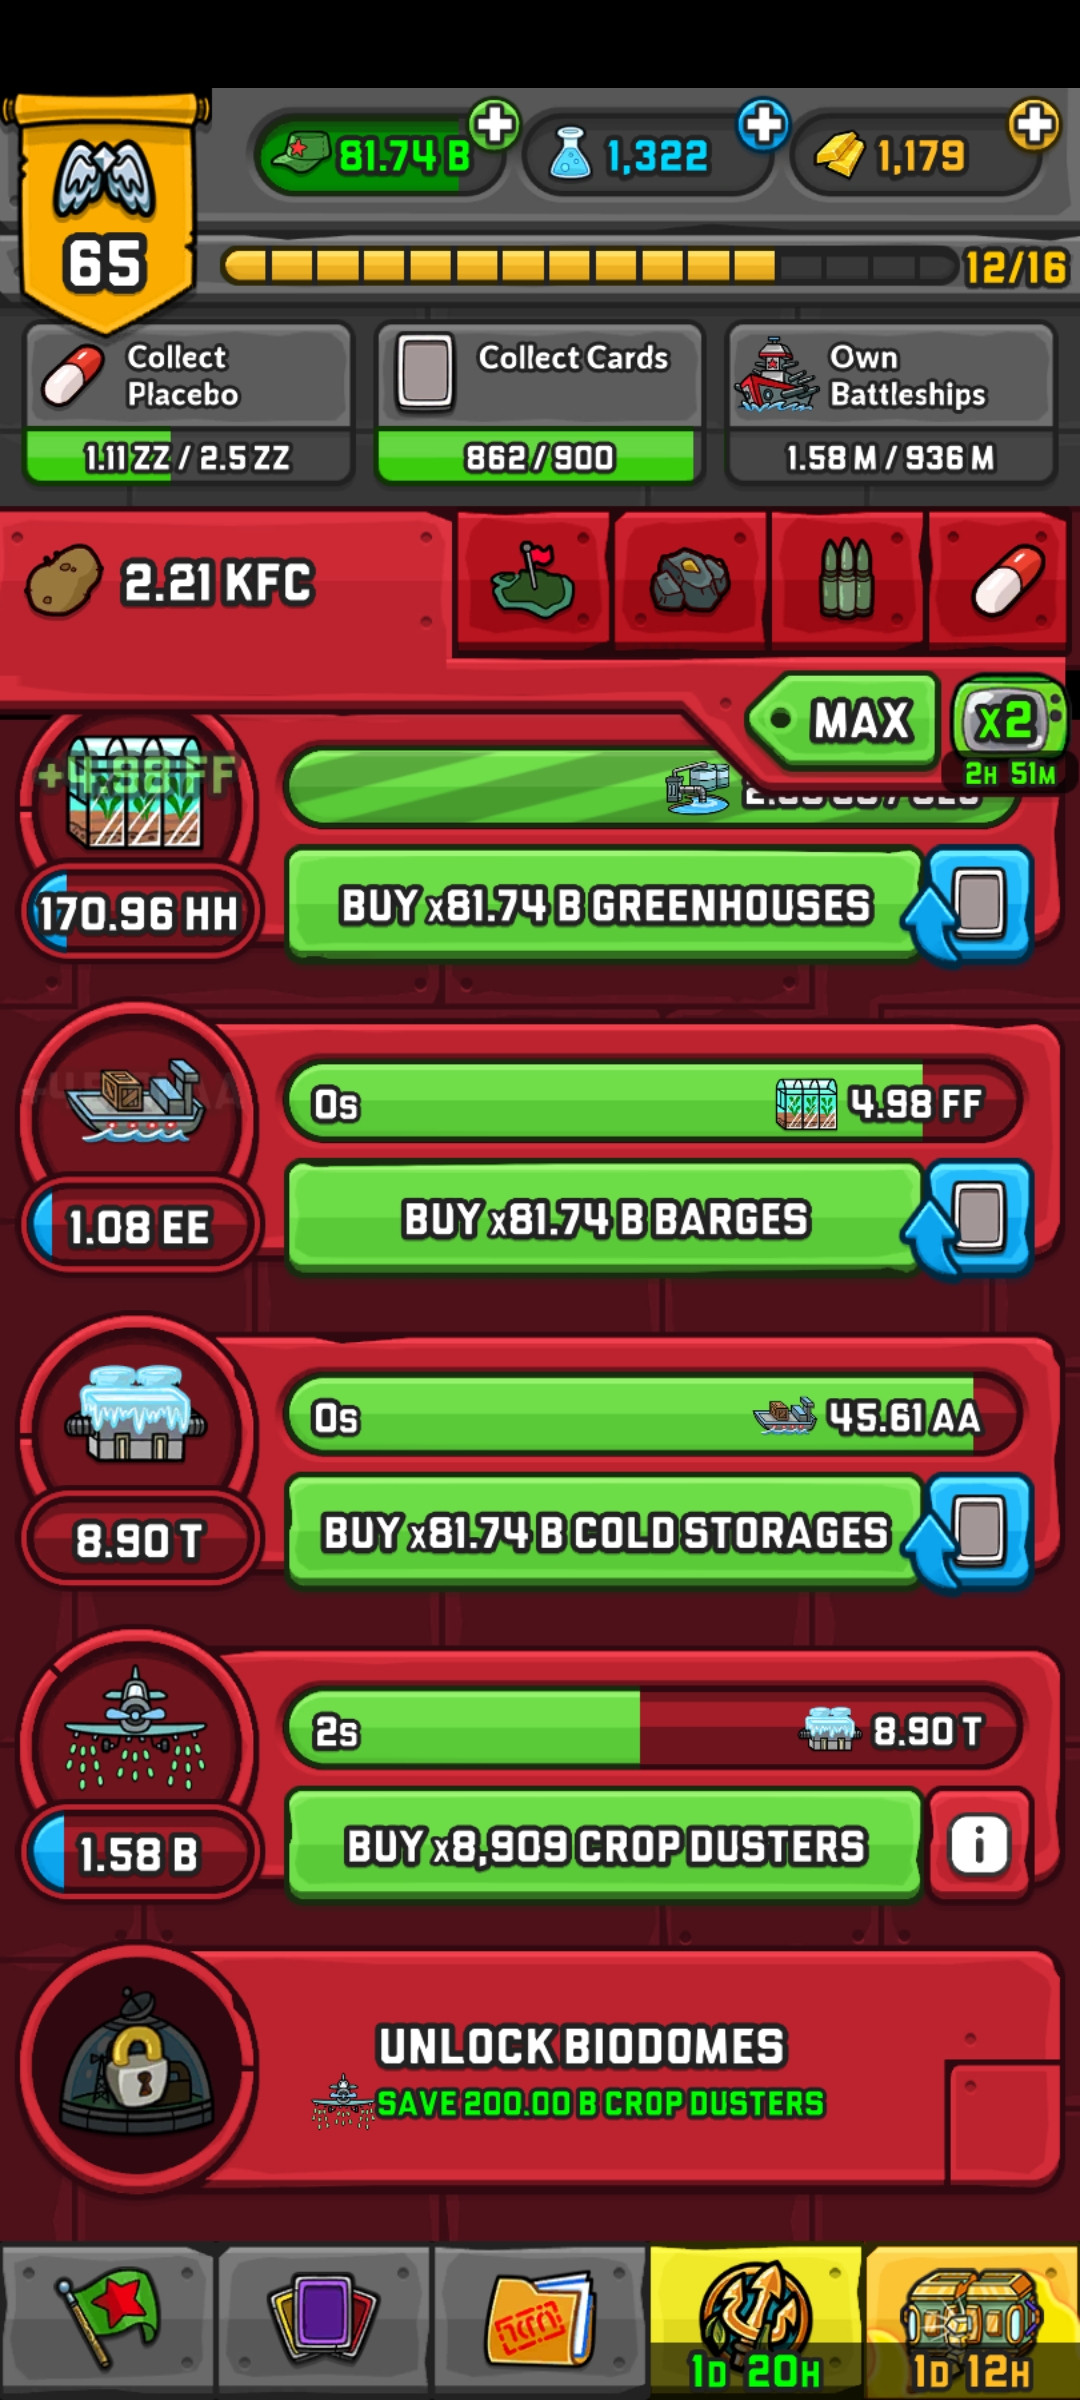 81.74 B
1,322
1,179
65
12/16
Collect
Placebo
1.11 ZZ / 2.5 ZZ
Collect Cards
862/900
Own
Battleships
1.58 M / 936 M
2.21 KFC
MAX
x2
2H 51M
+4.98 FF
170.96 HH
BUY x81.74 B GREENHOUSES
0s
4.98 FF
1.08 EE
BUY x81.74 B BARGES
0s
45.61 AA
8.90 T
BUY x81.74 B COLD STORAGES
2s
8.90 T
1.58 B
BUY x8,909 CROP DUSTERS
i
UNLOCK BIODOMES
SAVE 200.00 B CROP DUSTERS
1D 20H
1D 12H